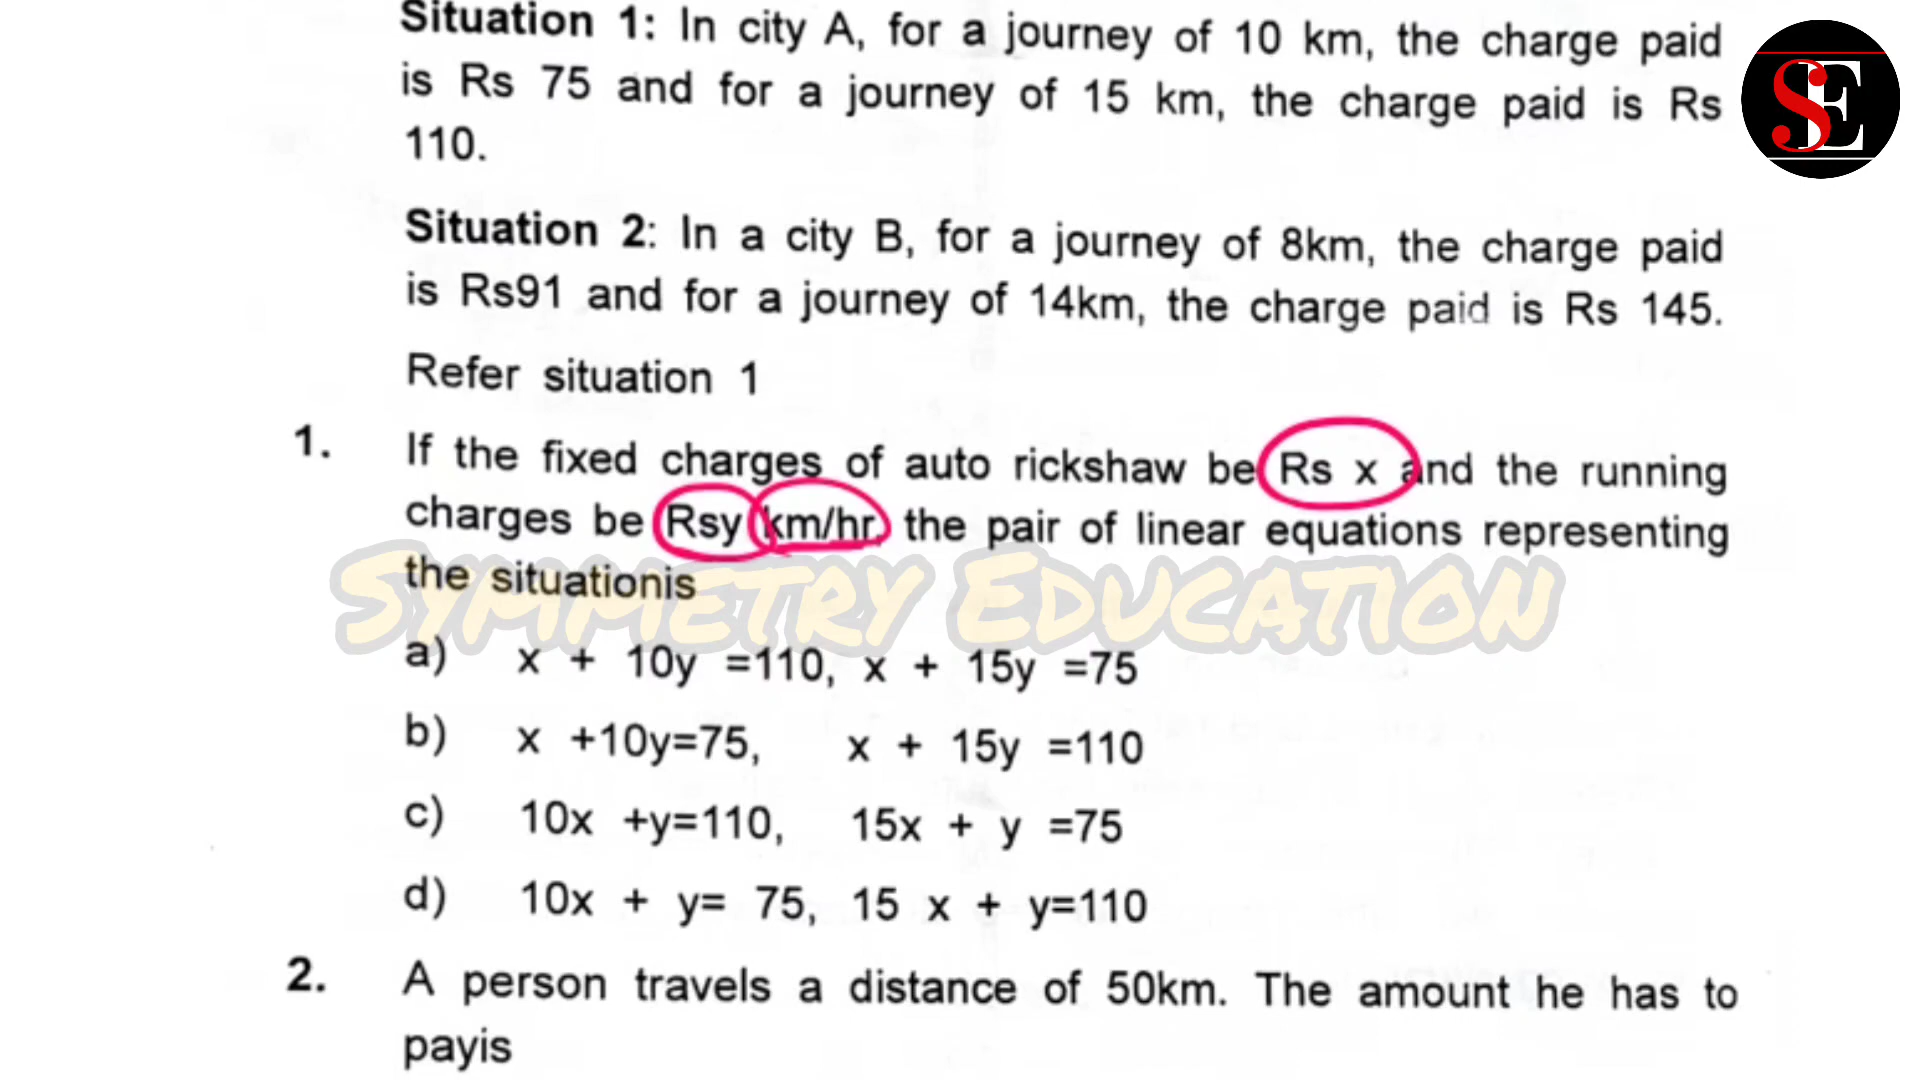 Situation 1: In city A, for a journey of 10 km, the charge paid
is Rs 75 and for a journey of 15 km, the charge paid is Rs
110.
Situation 2: In a city B, for a journey of 8km, the charge paid
is Rs91 and for a journey of 14km, the charge paid is Rs 145.
Refer situation 1
1. If the fixed charges of auto rickshaw be Rs x and the running
charges be Rsy km/hr, the pair of linear equations representing
the situationis
a) x + 10y =110, x + 15y =75
b) x +10y=75, x + 15y =110
c) 10x +y=110, 15x + y =75
d) 10x + y= 75, 15 x + y=110
2. A person travels a distance of 50km. The amount he has to
payis
SE
SYMMETRY EDUCATION